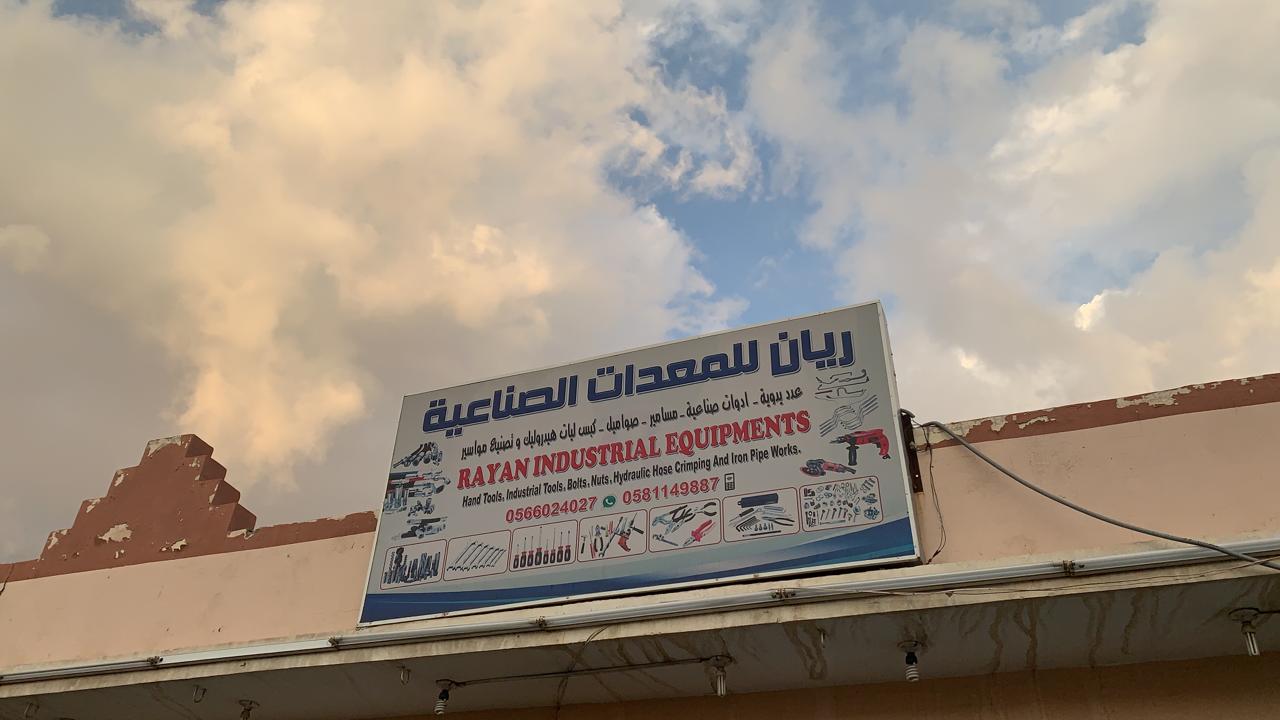 ريان للمعدات الصناعية
عدد يدوية - ادوات صناعية - مسامير - صواميل - كبس ليات هيدروليك و تصنيع مواسير
RAYAN INDUSTRIAL EQUIPMENTS
Hand Tools, Industrial Tools, Bolts, Nuts, Hydraulic Hose Crimping And Iron Pipe Works.
0566024027 0581149887